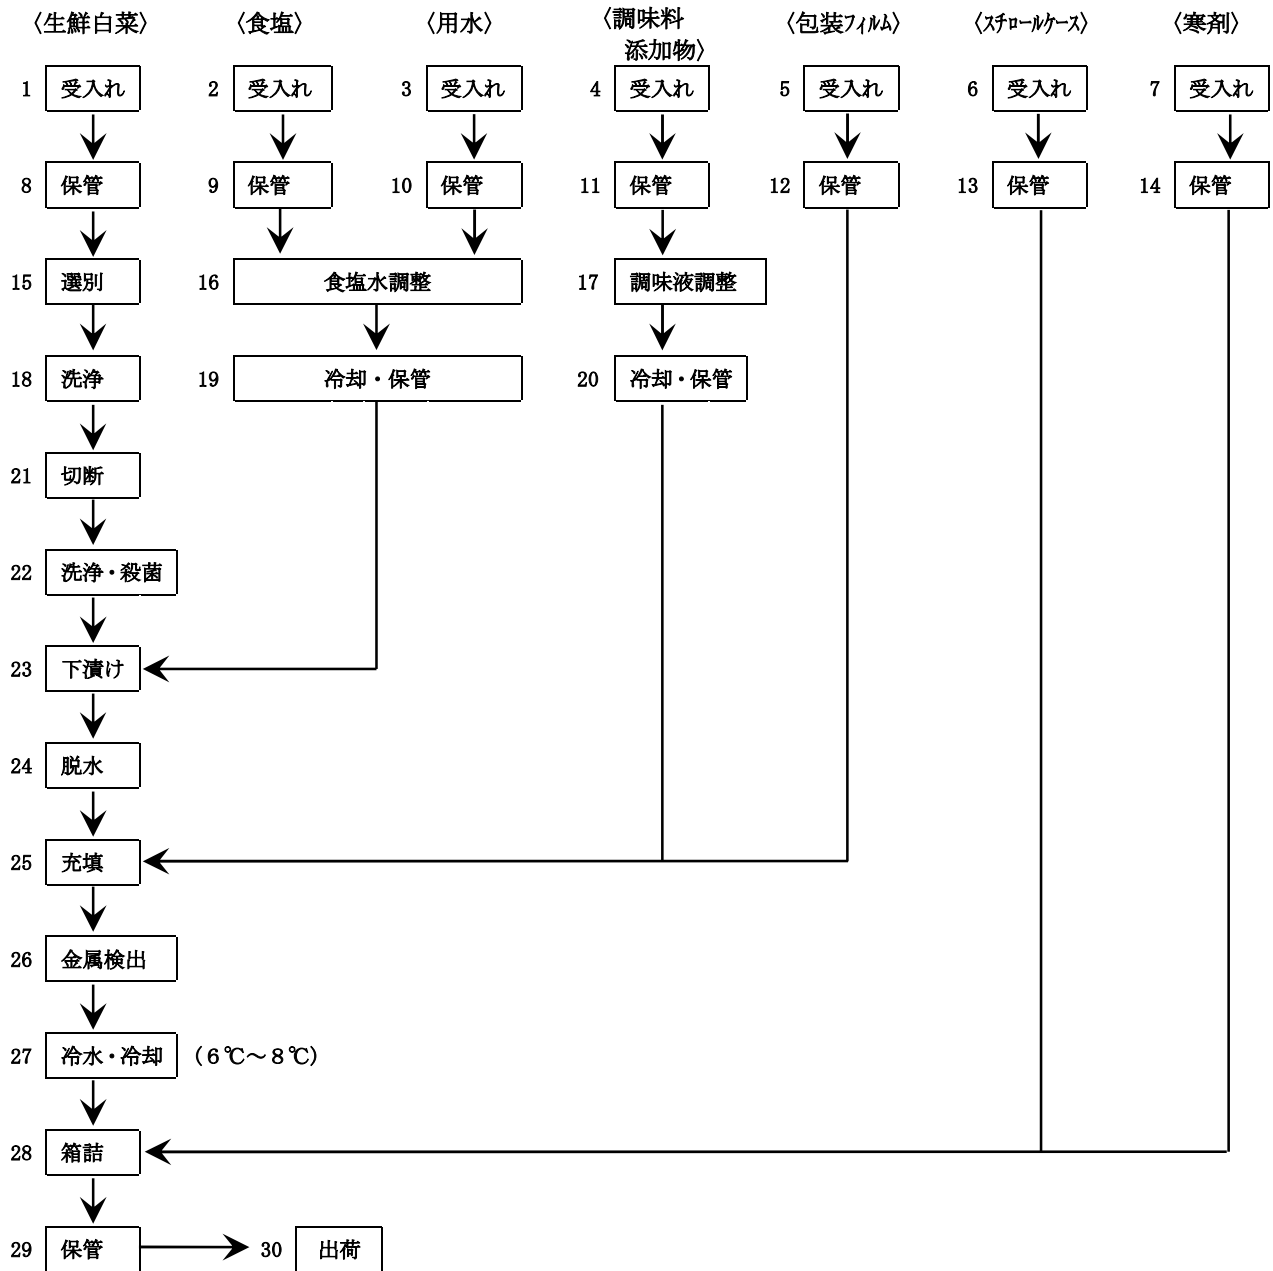 〈生鮮白菜〉 〈食塩〉 〈用水〉 〈調味料 〈包装フィルム〉 〈スチロールケース〉 〈寒剤〉
添加物〉
1 受入れ 2 受入れ 3 受入れ 4 受入れ 5 受入れ 6 受入れ 7 受入れ
8 保管 9 保管 10 保管 11 保管 12 保管 13 保管 14 保管
15 選別 16 食塩水調整 17 調味液調整
18 洗浄 19 冷却・保管 20 冷却・保管
21 切断
22 洗浄・殺菌
23 下漬け
24 脱水
25 充填
26 金属検出
27 冷水・冷却 (6℃～8℃)
28 箱詰
29 保管 30 出荷